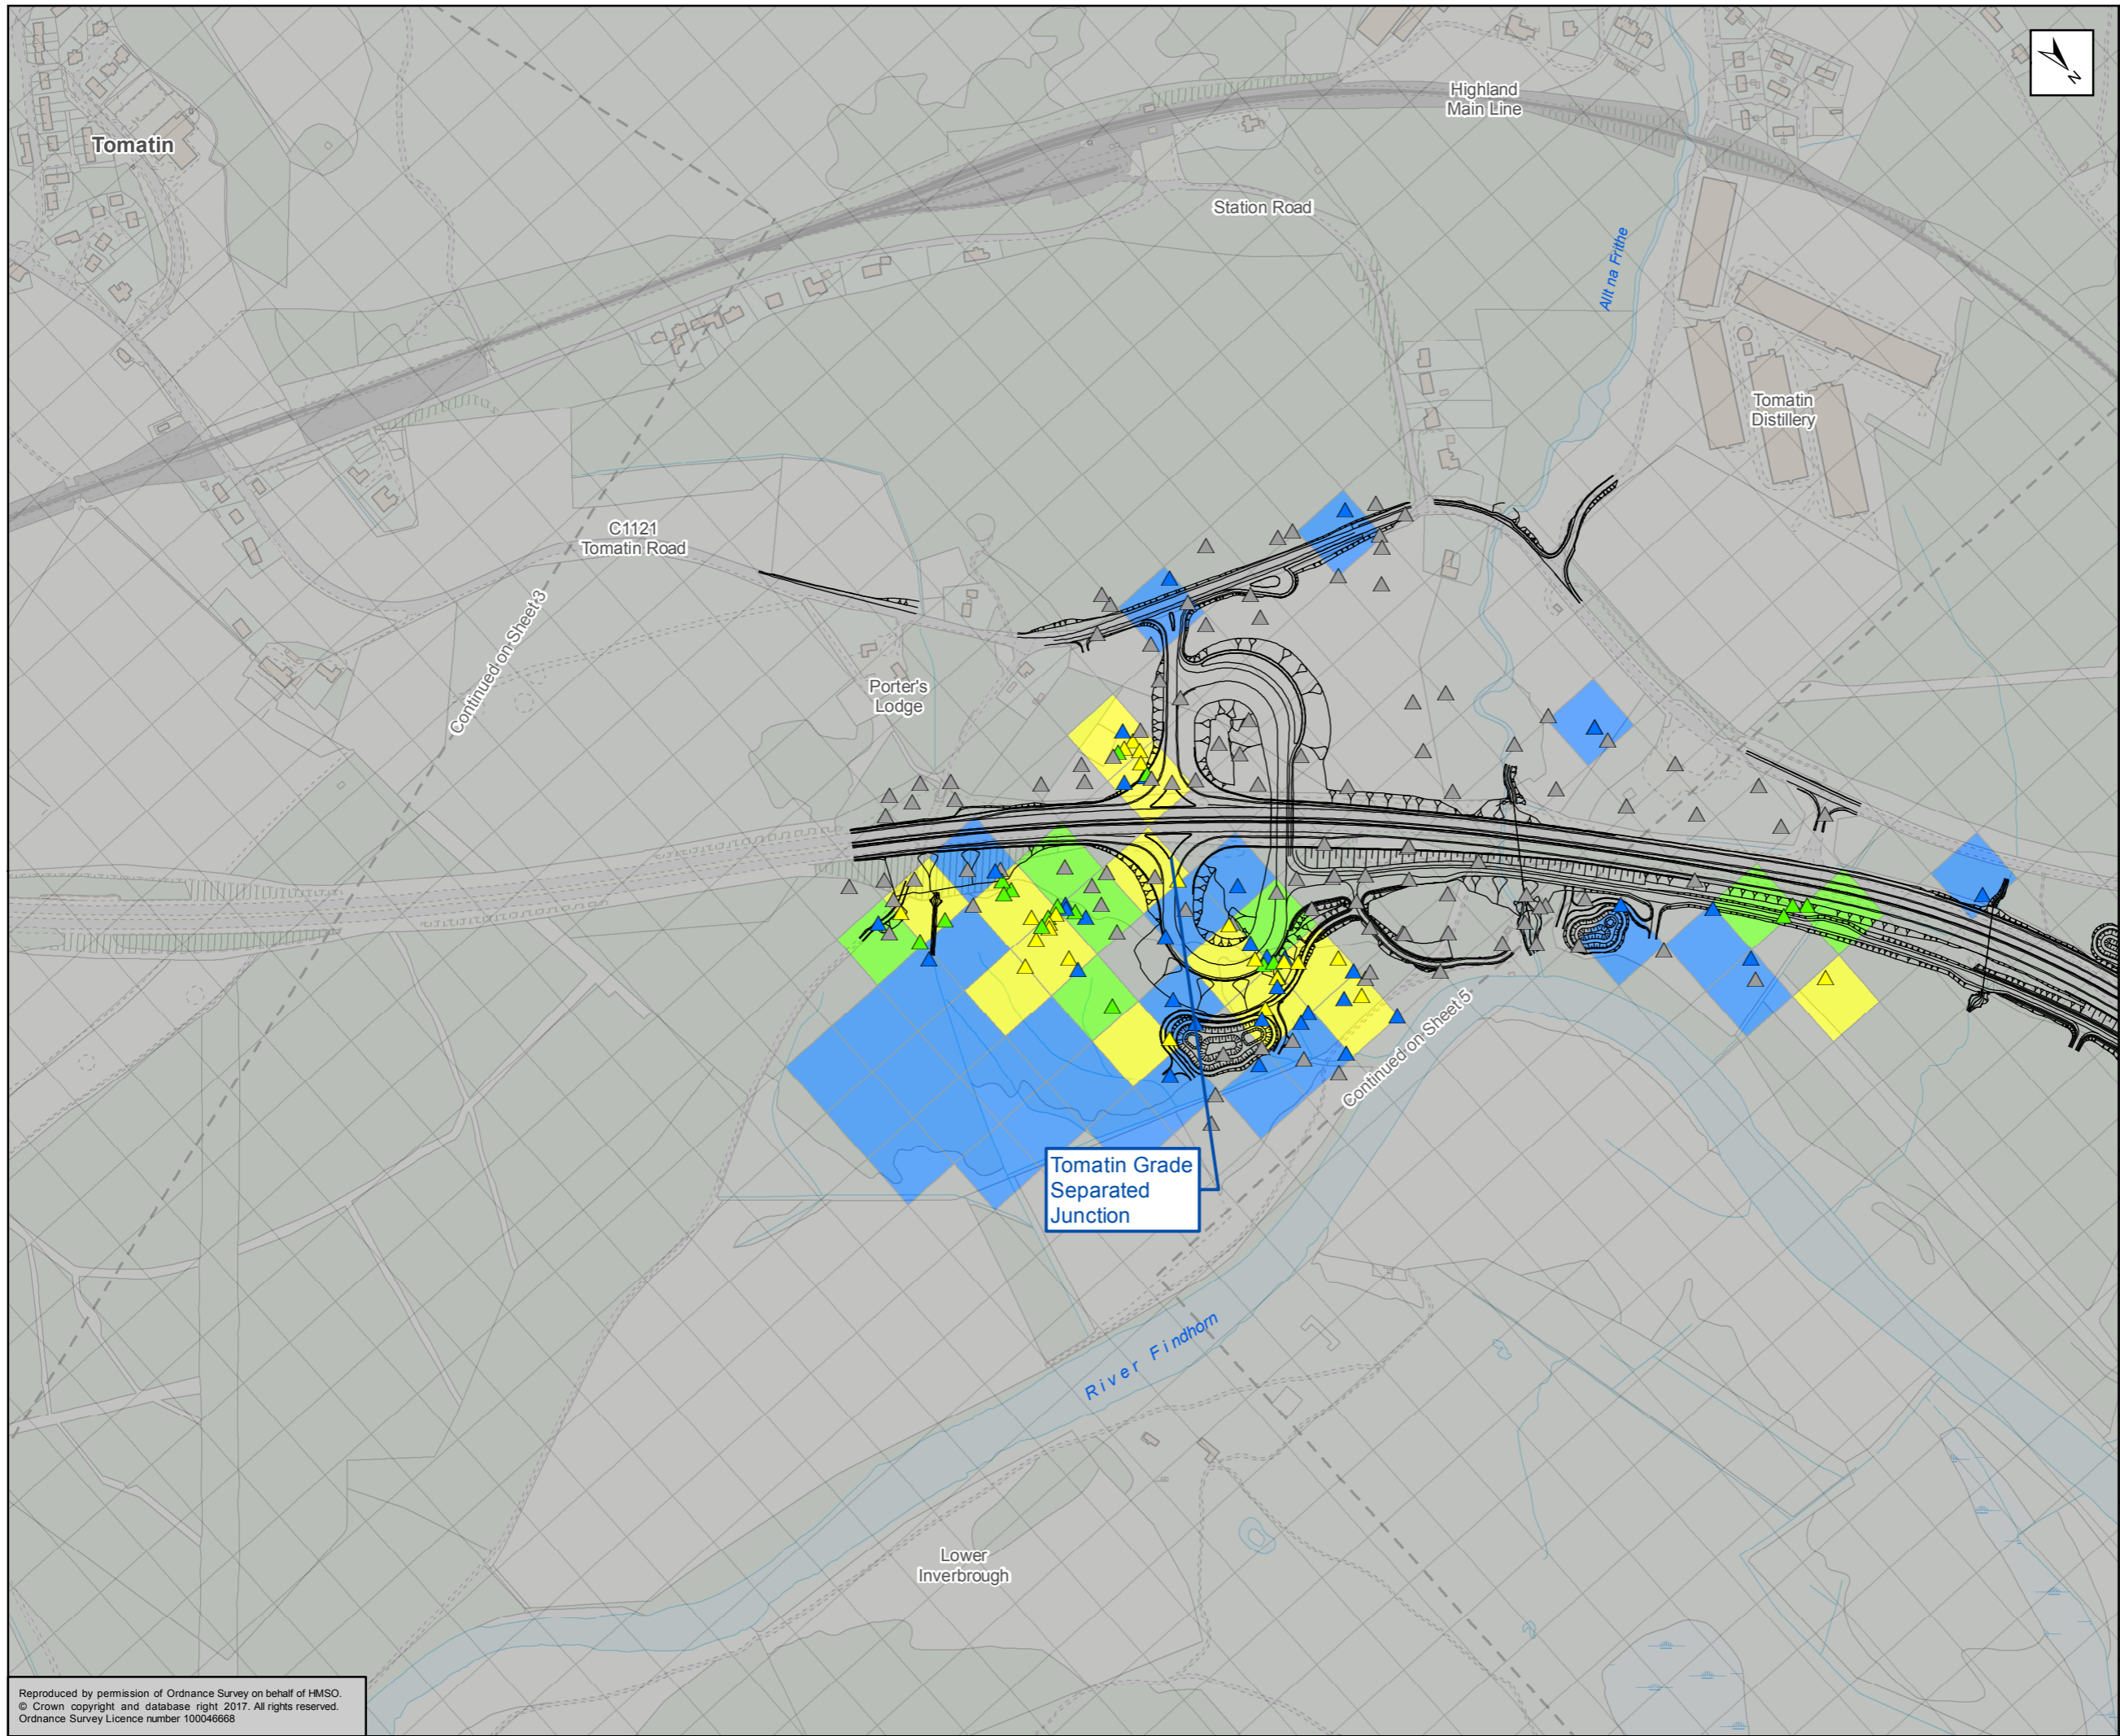 Highland
Main Line
Tomatin
N
Station Road
Allt na Frithe
Tomatin
Distillery
C1121
Tomatin Road
Continued on Sheet 3
Porter's
Lodge
Continued on Sheet 5
Tomatin Grade
Separated
Junction
River Findhorn
Lower
Inverbrough
Reproduced by permission of Ordnance Survey on behalf of HMSO.
© Crown copyright and database right 2017. All rights reserved.
Ordnance Survey Licence number 100046668